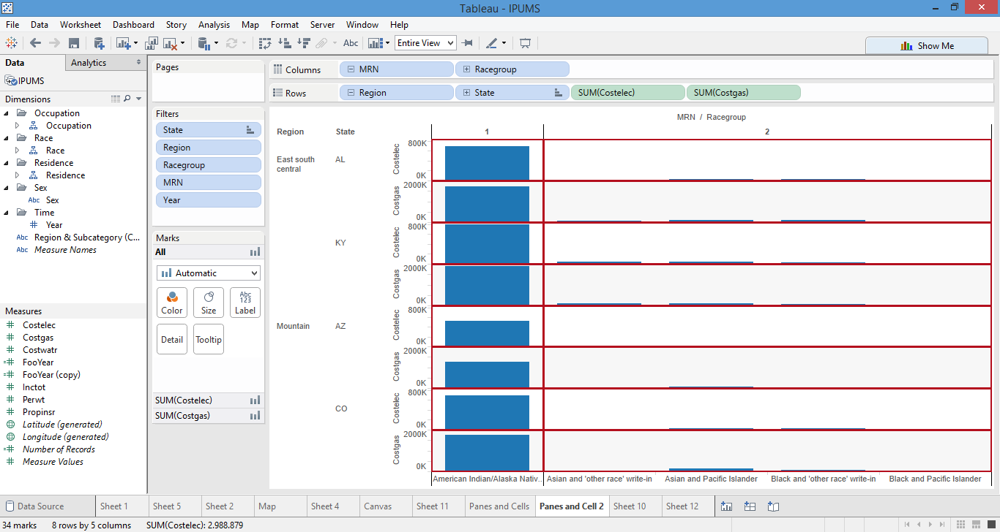 Tableau - IPUMS
File Data Worksheet Dashboard Story Analysis Map Format Server Window Help
Abc Entire View Show Me
Data Analytics
IPUMS
Dimensions
Occupation
Occupation
Race
Race
Residence
Residence
Sex
Abc Sex
Time
Year
Abc Region & Subcategory (C...
Abc Measure Names
Measures
Costelec
Costgas
Costwatr
FooYear
FooYear (copy)
Inctot
Perwt
Propinsr
Latitude (generated)
Longitude (generated)
Number of Records
Measure Values
Pages
Filters
State
Region
Racegroup
MRN
Year
Marks
All
Automatic
Color Size Abc 123 Label
Detail Tooltip
SUM(Costelec)
SUM(Costgas)
Columns MRN Racegroup
Rows Region State SUM(Costelec) SUM(Costgas)
MRN / Racegroup
Region State 1 2
East south central AL Costelec 800K 0K
Costgas 2000K 0K
KY Costelec 800K 0K
Costgas 2000K 0K
Mountain AZ Costelec 800K 0K
Costgas 2000K 0K
CO Costelec 800K 0K
Costgas 2000K 0K
American Indian/Alaska Nativ.. Asian and 'other race' write-in Asian and Pacific Islander Black and 'other race' write-in Black and Pacific Islander
Data Source Sheet 1 Sheet 5 Sheet 2 Map Sheet 4 Canvas Sheet 11 Panes and Cells Panes and Cell 2 Sheet 10 Sheet 12
34 marks 8 rows by 5 columns SUM(Costelec): 2.988.879